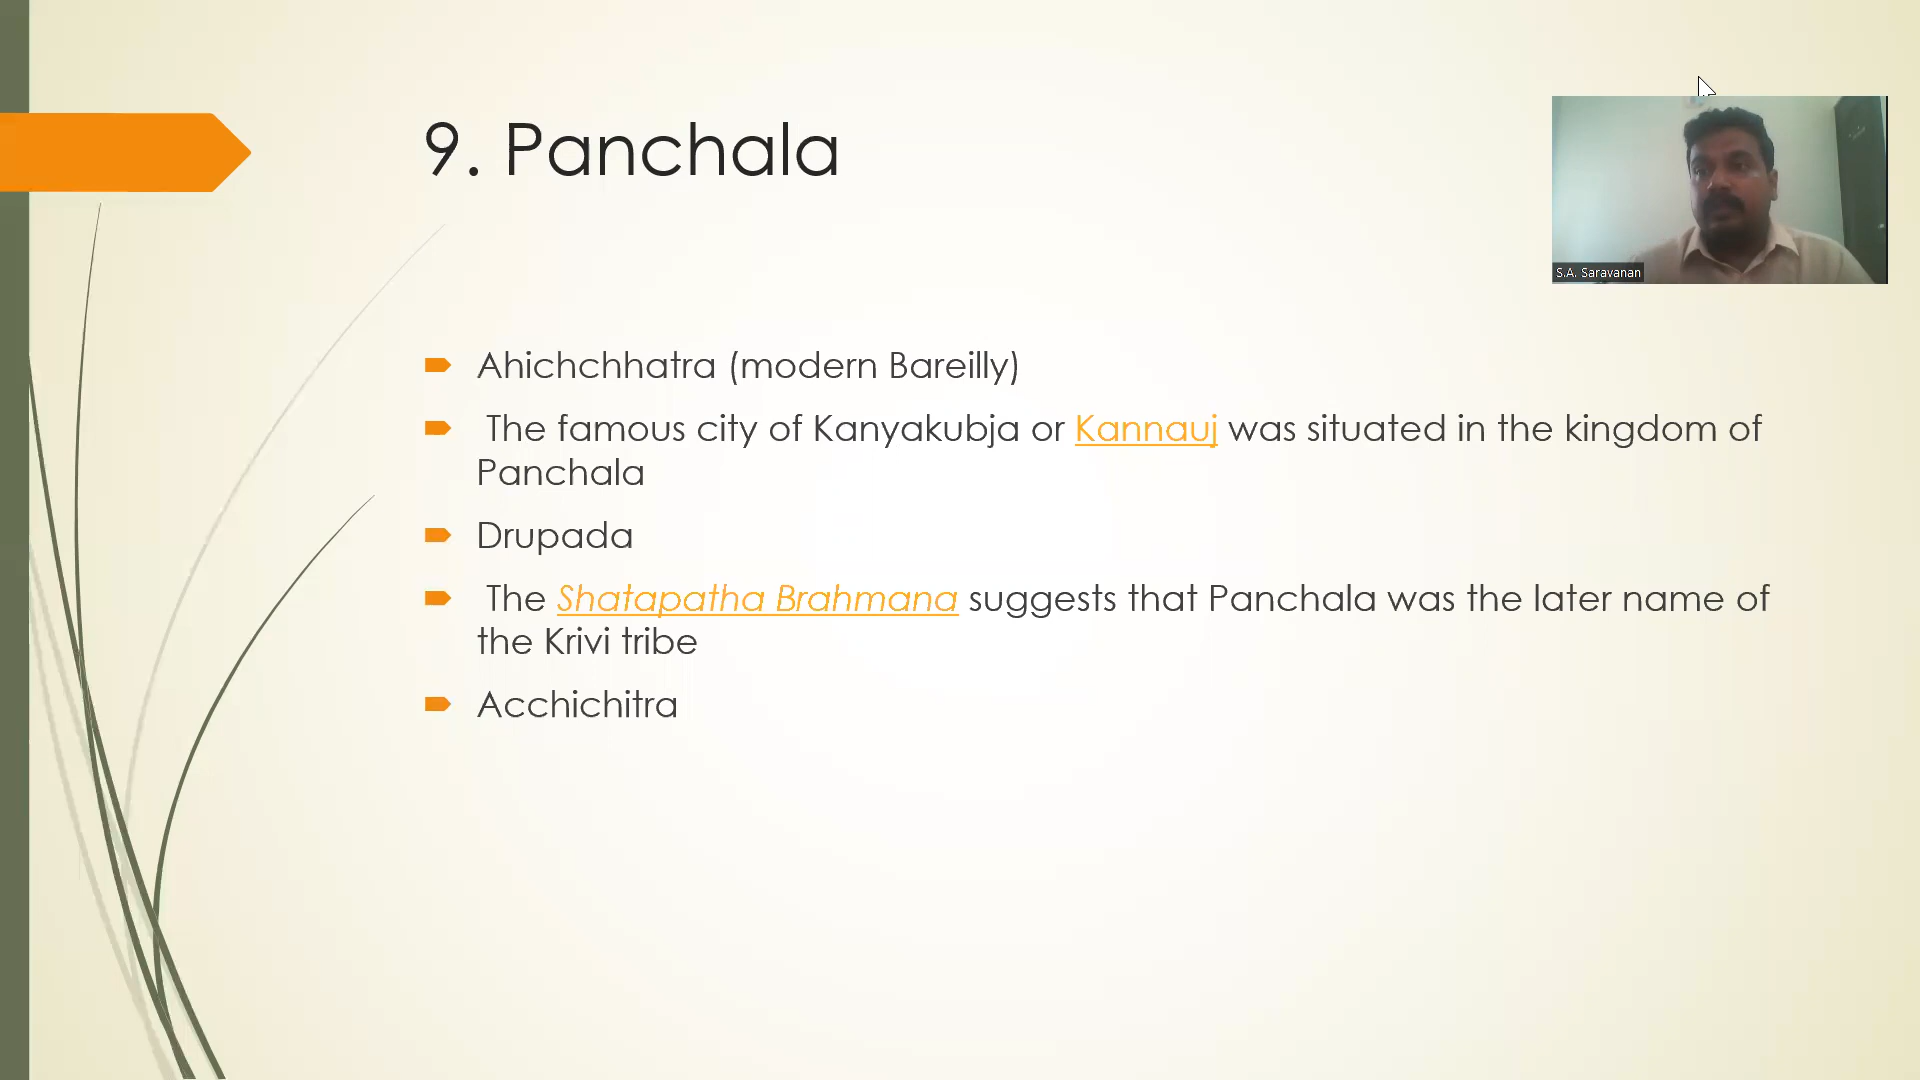 9. Panchala
S.A. Saravanan
Ahichchhatra (modern Bareilly)
The famous city of Kanyakubja or Kannauj was situated in the kingdom of
Panchala
Drupada
The Shatapatha Brahmana suggests that Panchala was the later name of
the Krivi tribe
Acchichitra